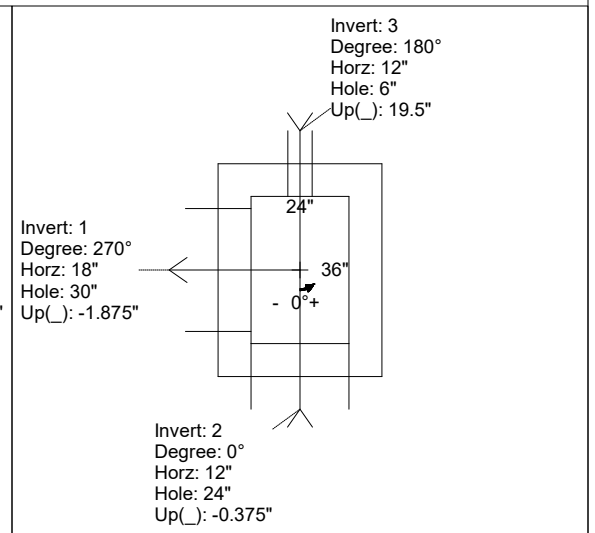 Invert: 3
Degree: 180°
Horz: 12"
Hole: 6"
Up(_): 19.5"
24"
Invert: 1
Degree: 270°
Horz: 18"
Hole: 30"
Up(_): -1.875"
36"
- 0°+
"
Invert: 2
Degree: 0°
Horz: 12"
Hole: 24"
Up(_): -0.375"